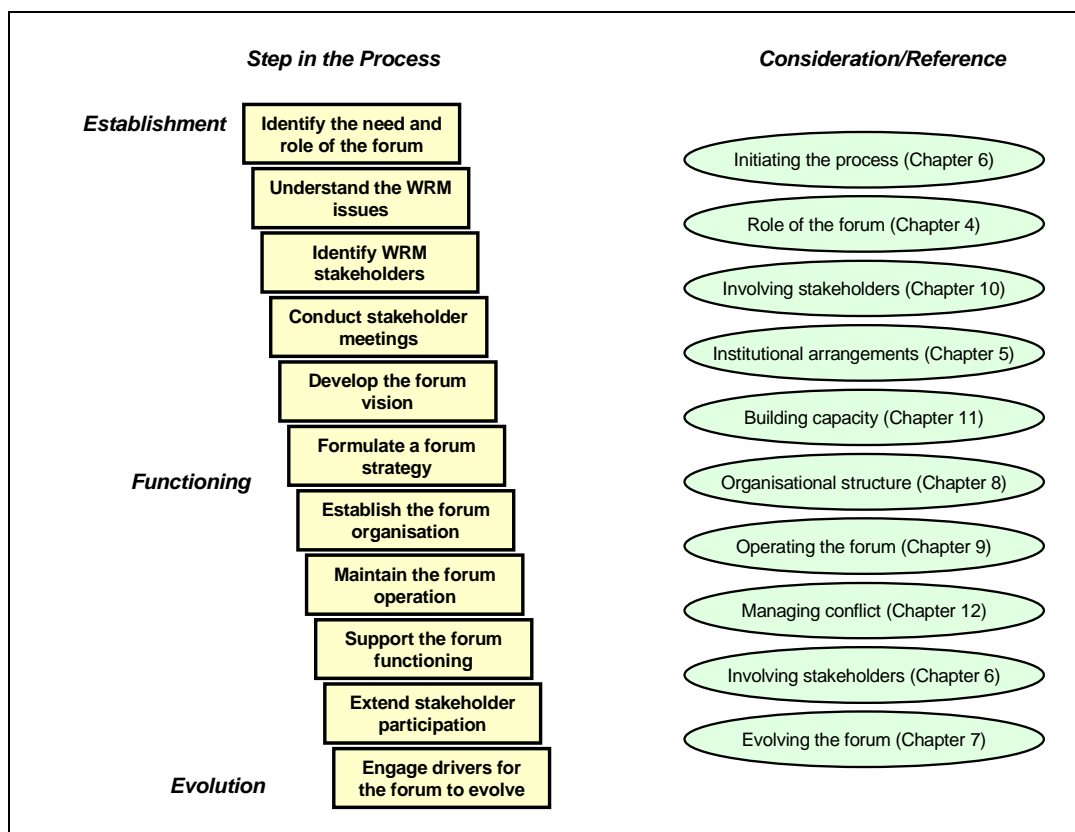 Step in the Process
Consideration/Reference
Establishment
Identify the need and
role of the forum
Understand the WRM
issues
Identify WRM
stakeholders
Conduct stakeholder
meetings
Develop the forum
vision
Formulate a forum
strategy
Functioning
Establish the forum
organisation
Maintain the forum
operation
Support the forum
functioning
Extend stakeholder
participation
Evolution
Engage drivers for
the forum to evolve
Initiating the process (Chapter 6)
Role of the forum (Chapter 4)
Involving stakeholders (Chapter 10)
Institutional arrangements (Chapter 5)
Building capacity (Chapter 11)
Organisational structure (Chapter 8)
Operating the forum (Chapter 9)
Managing conflict (Chapter 12)
Involving stakeholders (Chapter 6)
Evolving the forum (Chapter 7)